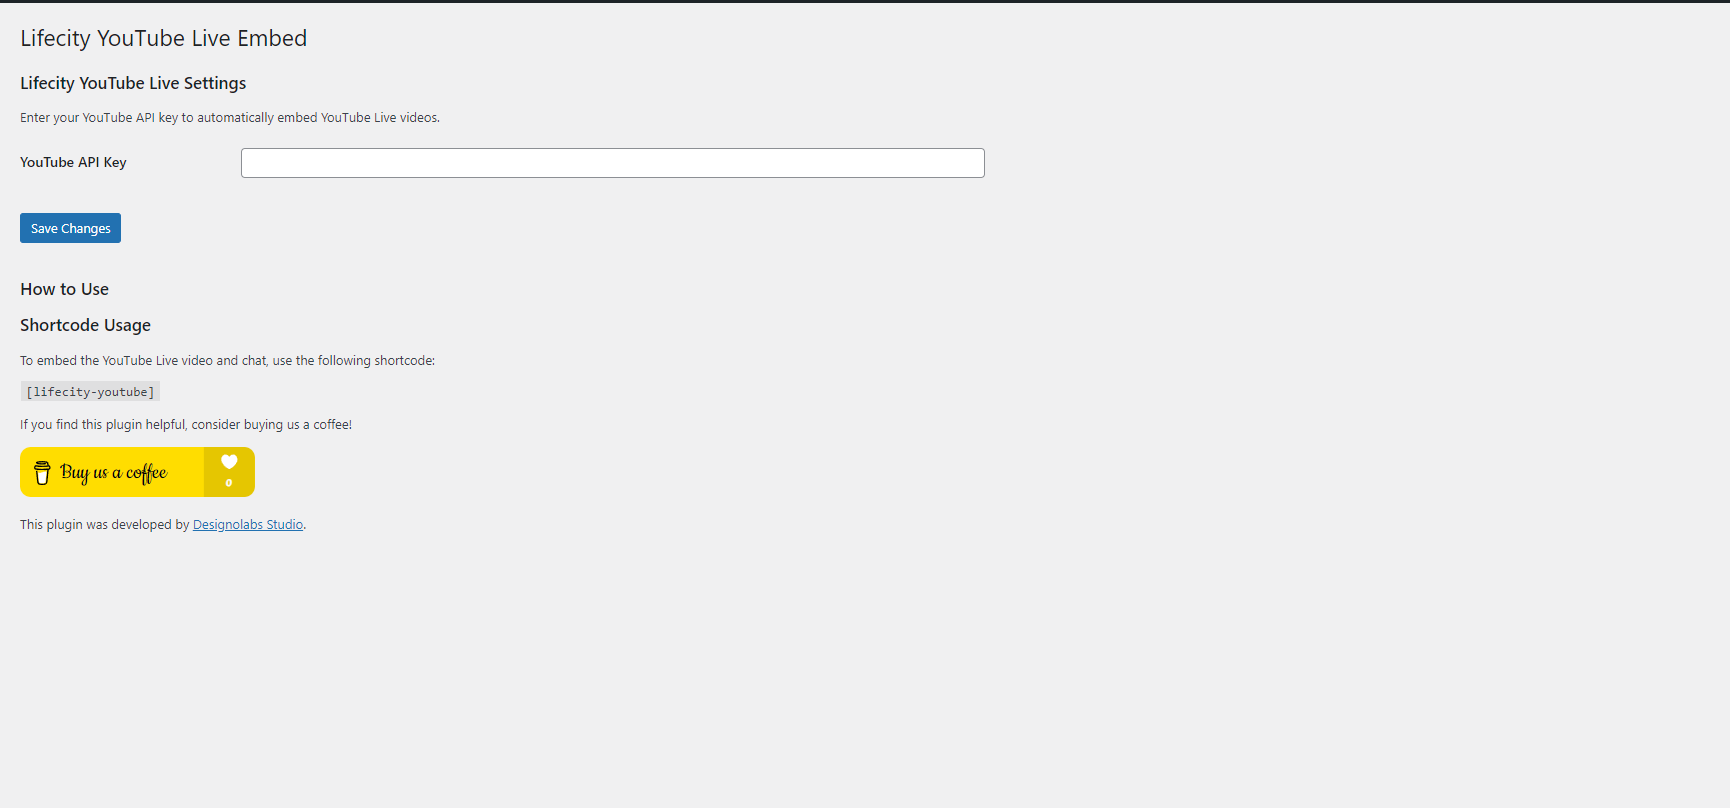 Lifecity YouTube Live Embed
Lifecity YouTube Live Settings
Enter your YouTube API key to automatically embed YouTube Live videos.
YouTube API Key
Save Changes
How to Use
Shortcode Usage
To embed the YouTube Live video and chat, use the following shortcode:
[lifecity-youtube]
If you find this plugin helpful, consider buying us a coffee!
Buy us a coffee
0
This plugin was developed by Designolabs Studio.